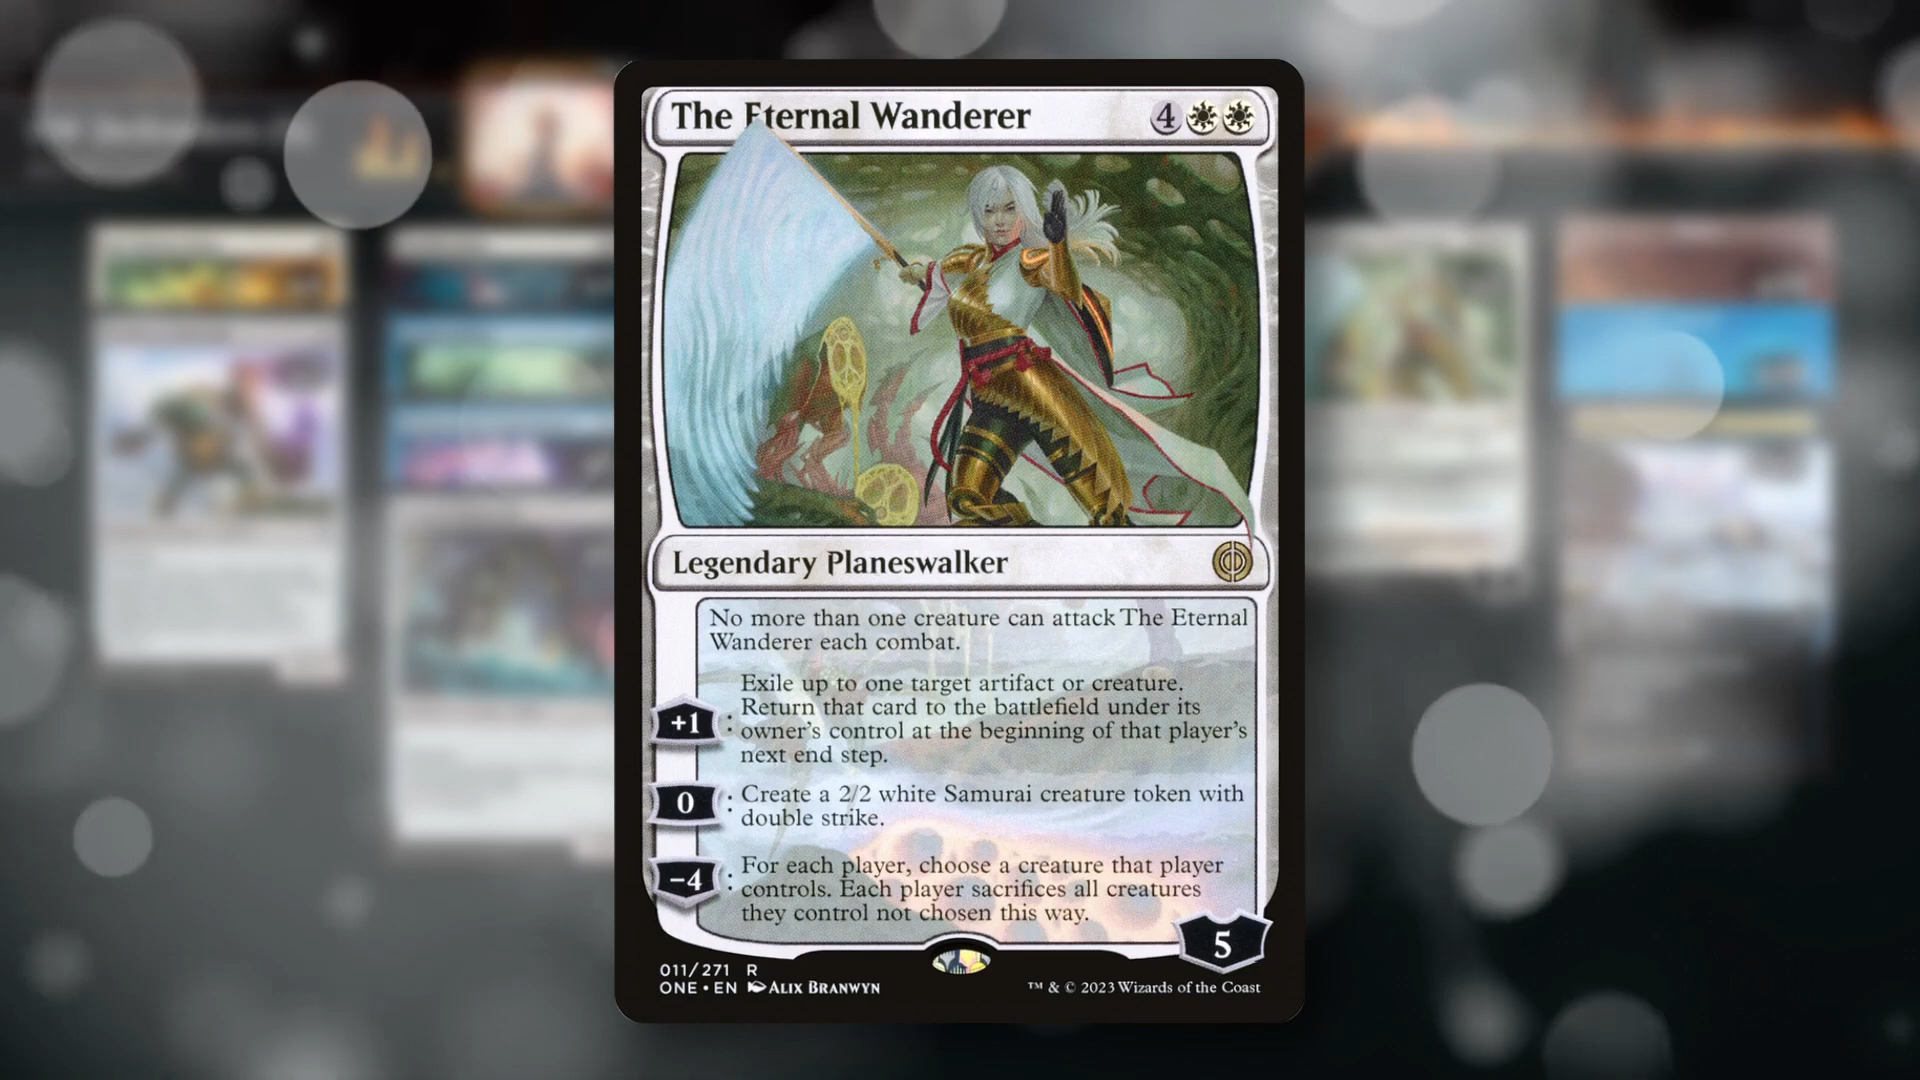 The Eternal Wanderer
4
Legendary Planeswalker
No more than one creature can attack The Eternal
Wanderer each combat.
+1
: Exile up to one target artifact or creature.
Return that card to the battlefield under its
owner's control at the beginning of that player's
next end step.
0
: Create a 2/2 white Samurai creature token with
double strike.
−4
: For each player, choose a creature that player
controls. Each player sacrifices all creatures
they control not chosen this way.
5
011/271 R
ONE • EN ALIX BRANWYN
™ & © 2023 Wizards of the Coast